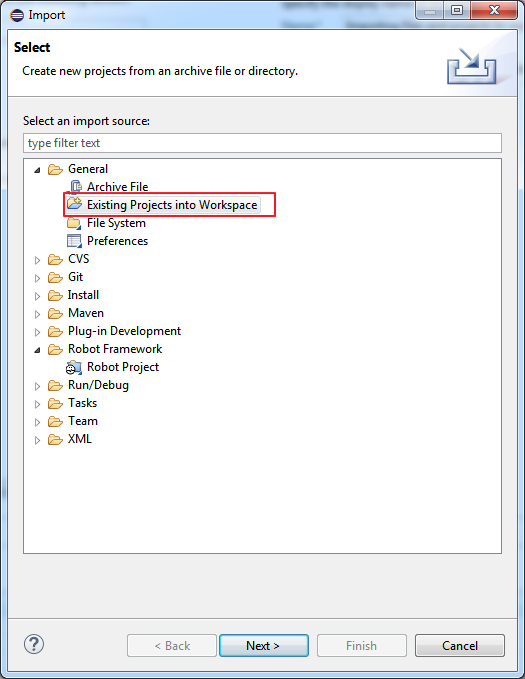 Import
Select
Create new projects from an archive file or directory.
Select an import source:
type filter text
General
Archive File
Existing Projects into Workspace
File System
Preferences
CVS
Git
Install
Maven
Plug-in Development
Robot Framework
Robot Project
Run/Debug
Tasks
Team
XML
?
< Back
Next >
Finish
Cancel